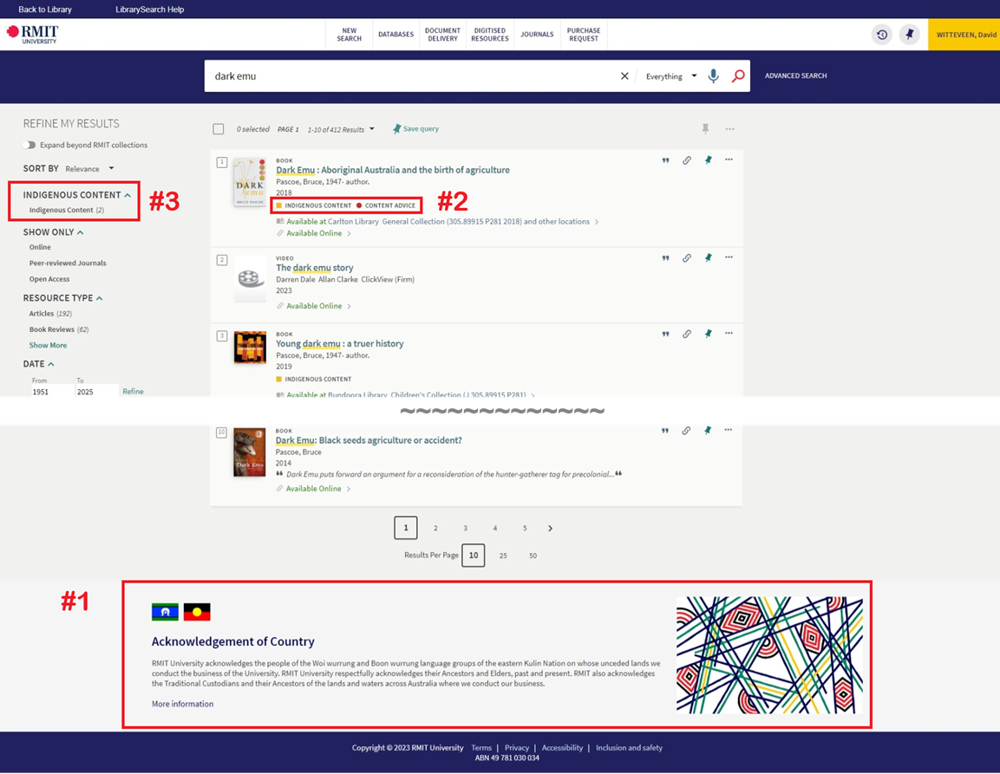 Back to Library LibrarySearch Help
RMIT UNIVERSITY
NEW SEARCH
DATABASES
DOCUMENT DELIVERY
DIGITISED RESOURCES
JOURNALS
PURCHASE REQUEST
WITTEVEEN, David
dark emu
Everything
ADVANCED SEARCH
REFINE MY RESULTS
Expand beyond RMIT collections
SORT BY Relevance
INDIGENOUS CONTENT
Indigenous Content (2)
#3
SHOW ONLY
Online
Peer-reviewed Journals
Open Access
RESOURCE TYPE
Articles (192)
Book Reviews (62)
Show More
DATE
From To
1951 2025 Refine
0 selected PAGE 1 1-10 of 412 Results Save query
1
DARK emu
BRUCE PASCOE
BOOK
Dark Emu : Aboriginal Australia and the birth of agriculture
Pascoe, Bruce, 1947- author.
2018
INDIGENOUS CONTENT CONTENT ADVICE
#2
Available at Carlton Library General Collection (305.89915 P281 2018) and other locations
Available Online
2
VIDEO
The dark emu story
Darren Dale Allan Clarke ClickView (Firm)
2023
Available Online
3
BOOK
Young dark emu : a truer history
Pascoe, Bruce, 1947- author.
2019
INDIGENOUS CONTENT
Available at Bundoora Library Children's Collection (J 305.89915 P281)
~~~~~~~~~~~~~
10
Dark Emu
BOOK
Dark Emu: Black seeds agriculture or accident?
Pascoe, Bruce
2014
❝ Dark Emu puts forward an argument for a reconsideration of the hunter-gatherer tag for precolonial...❝
Available Online
1 2 3 4 5
Results Per Page 10 25 50
#1
Acknowledgement of Country
RMIT University acknowledges the people of the Woi wurrung and Boon wurrung language groups of the eastern Kulin Nation on whose unceded lands we
conduct the business of the University. RMIT University respectfully acknowledges their Ancestors and Elders, past and present. RMIT also acknowledges
the Traditional Custodians and their Ancestors of the lands and waters across Australia where we conduct our business.
More information
Copyright © 2023 RMIT University Terms | Privacy | Accessibility | Inclusion and safety
ABN 49 781 030 034